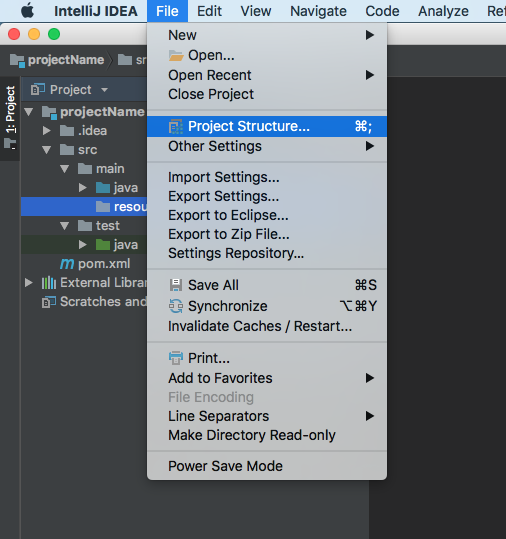 IntelliJ IDEA File Edit View Navigate Code Analyze Ref
projectName sr
1: Project
Project
projectName
.idea
src
main
java
resou
test
java
pom.xml
External Libra
Scratches and
New
Open...
Open Recent
Close Project
Project Structure... ⌘;
Other Settings
Import Settings...
Export Settings...
Export to Eclipse...
Export to Zip File...
Settings Repository...
Save All ⌘S
Synchronize ⌥⌘Y
Invalidate Caches / Restart...
Print...
Add to Favorites
File Encoding
Line Separators
Make Directory Read-only
Power Save Mode